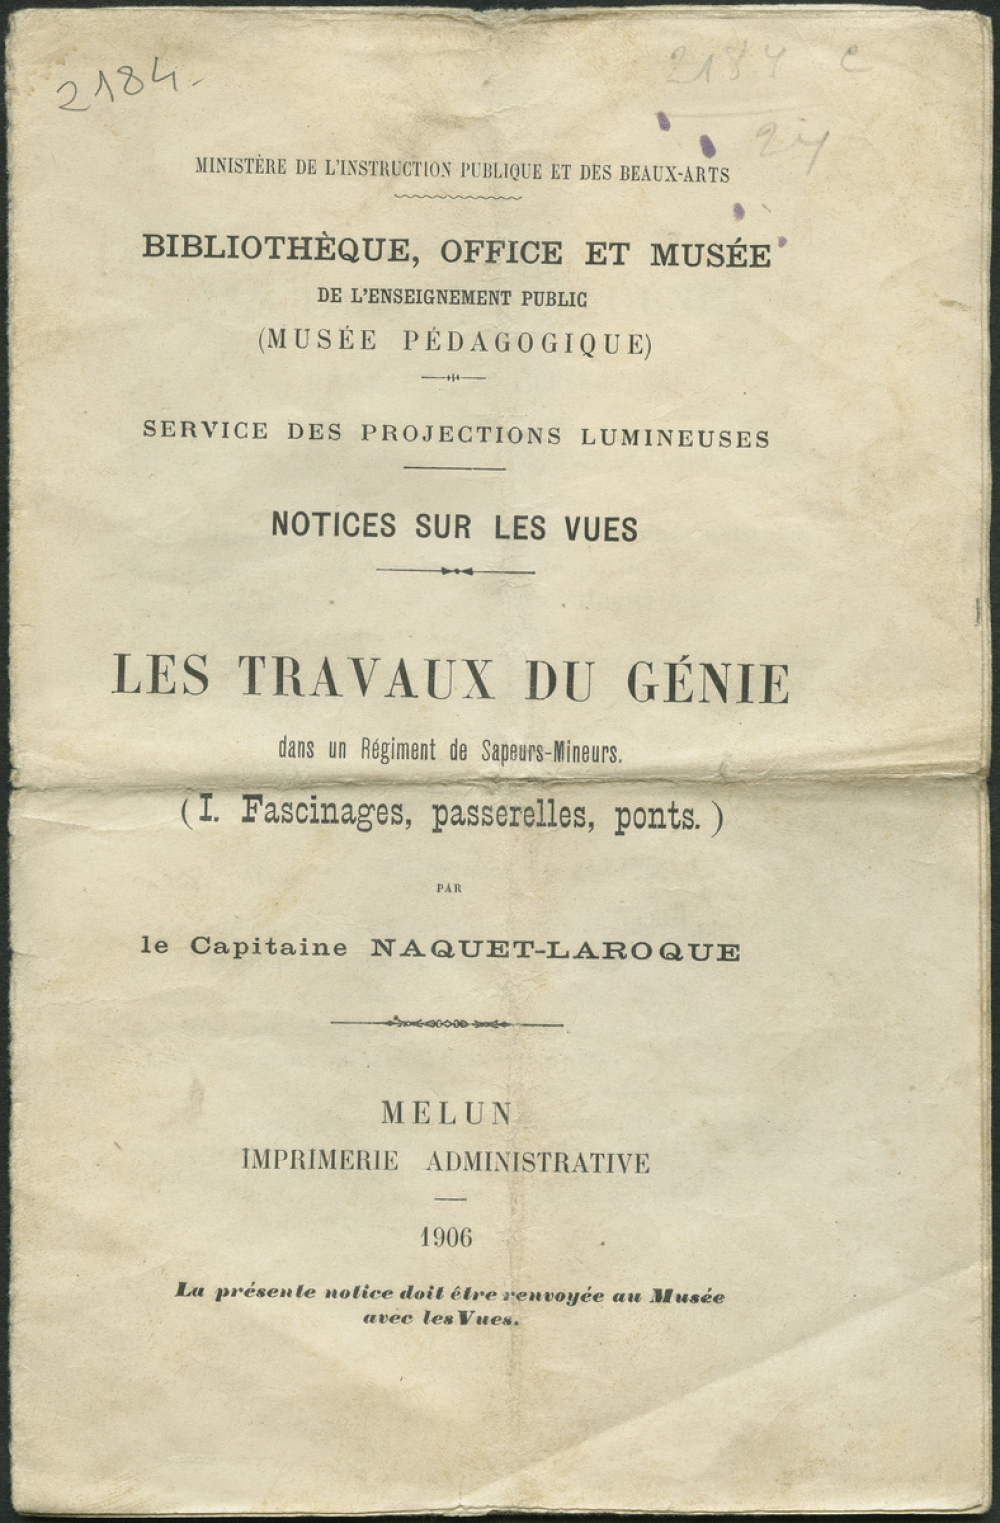 2184.
2184 c
24
MINISTÈRE DE L'INSTRUCTION PUBLIQUE ET DES BEAUX-ARTS
BIBLIOTHÈQUE, OFFICE ET MUSÉE
DE L'ENSEIGNEMENT PUBLIC
(MUSÉE PÉDAGOGIQUE)
SERVICE DES PROJECTIONS LUMINEUSES
NOTICES SUR LES VUES
LES TRAVAUX DU GÉNIE
dans un Régiment de Sapeurs-Mineurs.
(I. Fascinages, passerelles, ponts.)
PAR
le Capitaine NAQUET-LAROQUE
MELUN
IMPRIMERIE ADMINISTRATIVE
1906
La présente notice doit être renvoyée au Musée
avec les Vues.